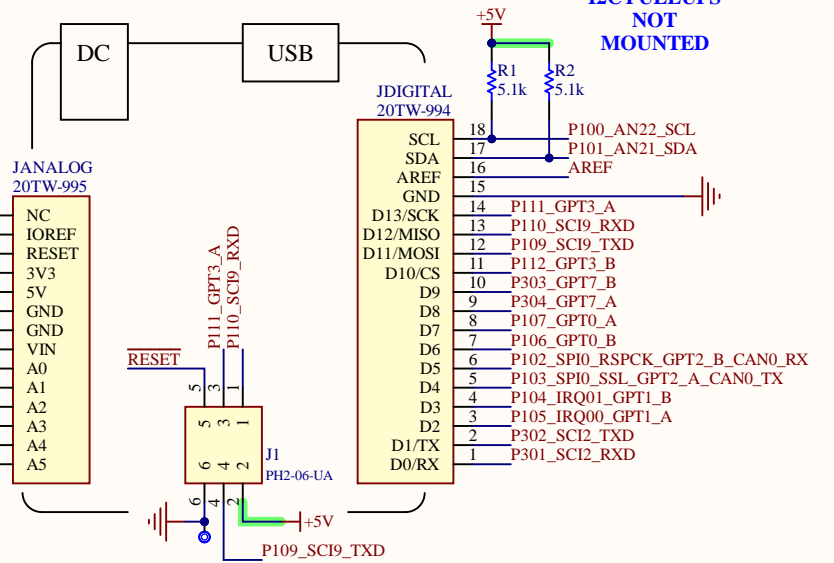 I2C PULLUPS
NOT
MOUNTED
+5V
DC
USB
R1
5.1k
R2
5.1k
JDIGITAL
20TW-994
SCL 18 P100_AN22_SCL
SDA 17 P101_AN21_SDA
AREF 16 AREF
GND 15
D13/SCK 14 P111_GPT3_A
D12/MISO 13 P110_SCI9_RXD
D11/MOSI 12 P109_SCI9_TXD
D10/CS 11 P112_GPT3_B
D9 10 P303_GPT7_B
D8 9 P304_GPT7_A
D7 8 P107_GPT0_A
D6 7 P106_GPT0_B
D5 6 P102_SPI0_RSPCK_GPT2_B_CAN0_RX
D4 5 P103_SPI0_SSL_GPT2_A_CAN0_TX
D3 4 P104_IRQ01_GPT1_B
D2 3 P105_IRQ00_GPT1_A
D1/TX 2 P302_SCI2_TXD
D0/RX 1 P301_SCI2_RXD
JANALOG
20TW-995
NC
IOREF
RESET
3V3
5V
GND
GND
VIN
A0
A1
A2
A3
A4
A5
P111_GPT3_A
P110_SCI9_RXD
RESET
5 3 1
5 3 1
6 4 2
6 4 2
J1
PH2-06-UA
+5V
P109_SCI9_TXD